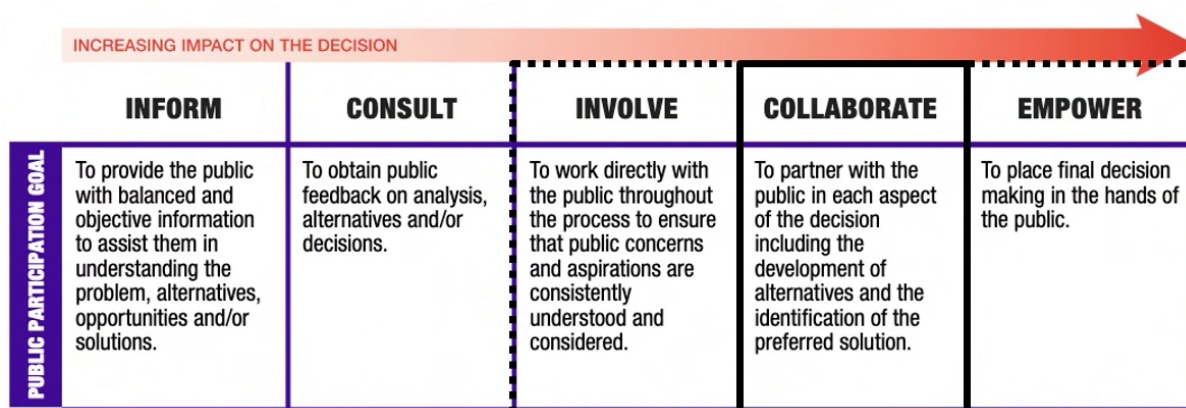 INCREASING IMPACT ON THE DECISION
INFORM
CONSULT
INVOLVE
COLLABORATE
EMPOWER
PUBLIC PARTICIPATION GOAL
To provide the public
with balanced and
objective information
to assist them in
understanding the
problem, alternatives,
opportunities and/or
solutions.
To obtain public
feedback on analysis,
alternatives and/or
decisions.
To work directly with
the public throughout
the process to ensure
that public concerns
and aspirations are
consistently
understood and
considered.
To partner with the
public in each aspect
of the decision
including the
development of
alternatives and the
identification of the
preferred solution.
To place final decision
making in the hands of
the public.